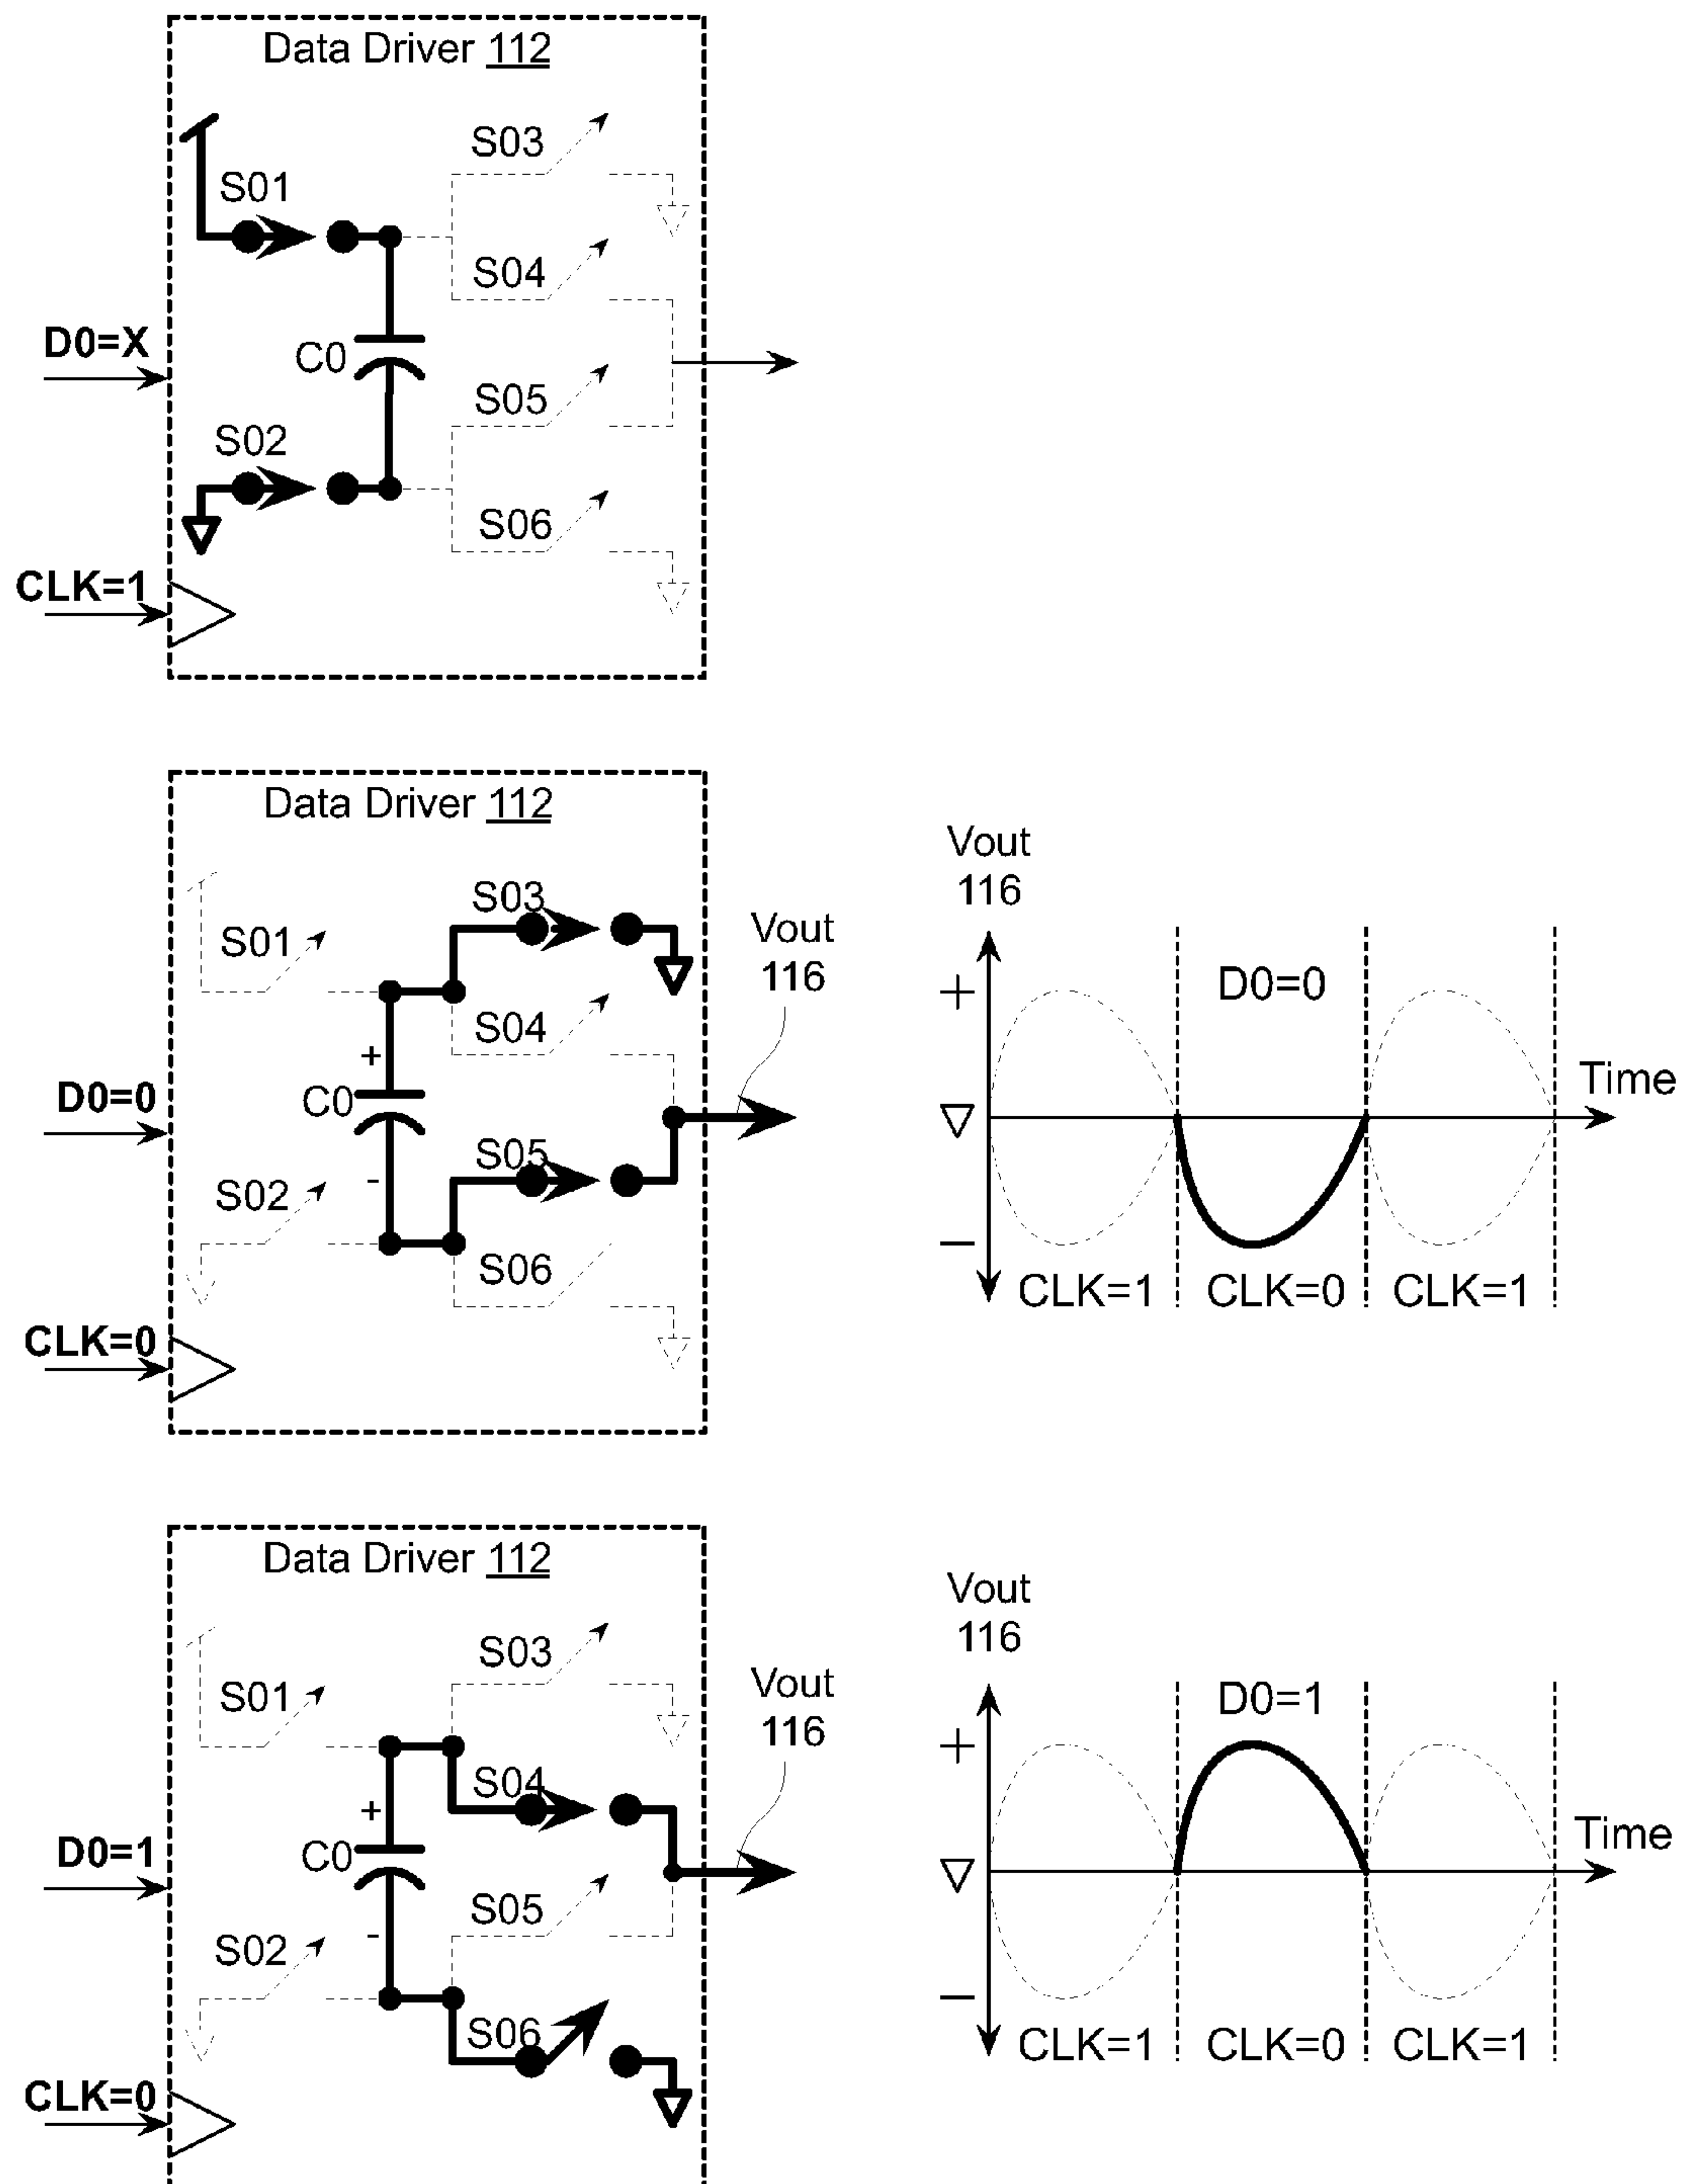 Data Driver 112
S03
S01
S04
D0=X
C0
S05
S02
S06
CLK=1
Data Driver 112
Vout
116
S03
Vout
116
S01
D0=0
+
S04
+
Time
D0=0
C0
S05
-
S02
−
S06
CLK=1
CLK=0
CLK=1
CLK=0
Data Driver 112
Vout
116
S03
Vout
116
S01
D0=1
+
S04
+
Time
D0=1
C0
S05
-
S02
−
S06
CLK=1
CLK=0
CLK=1
CLK=0